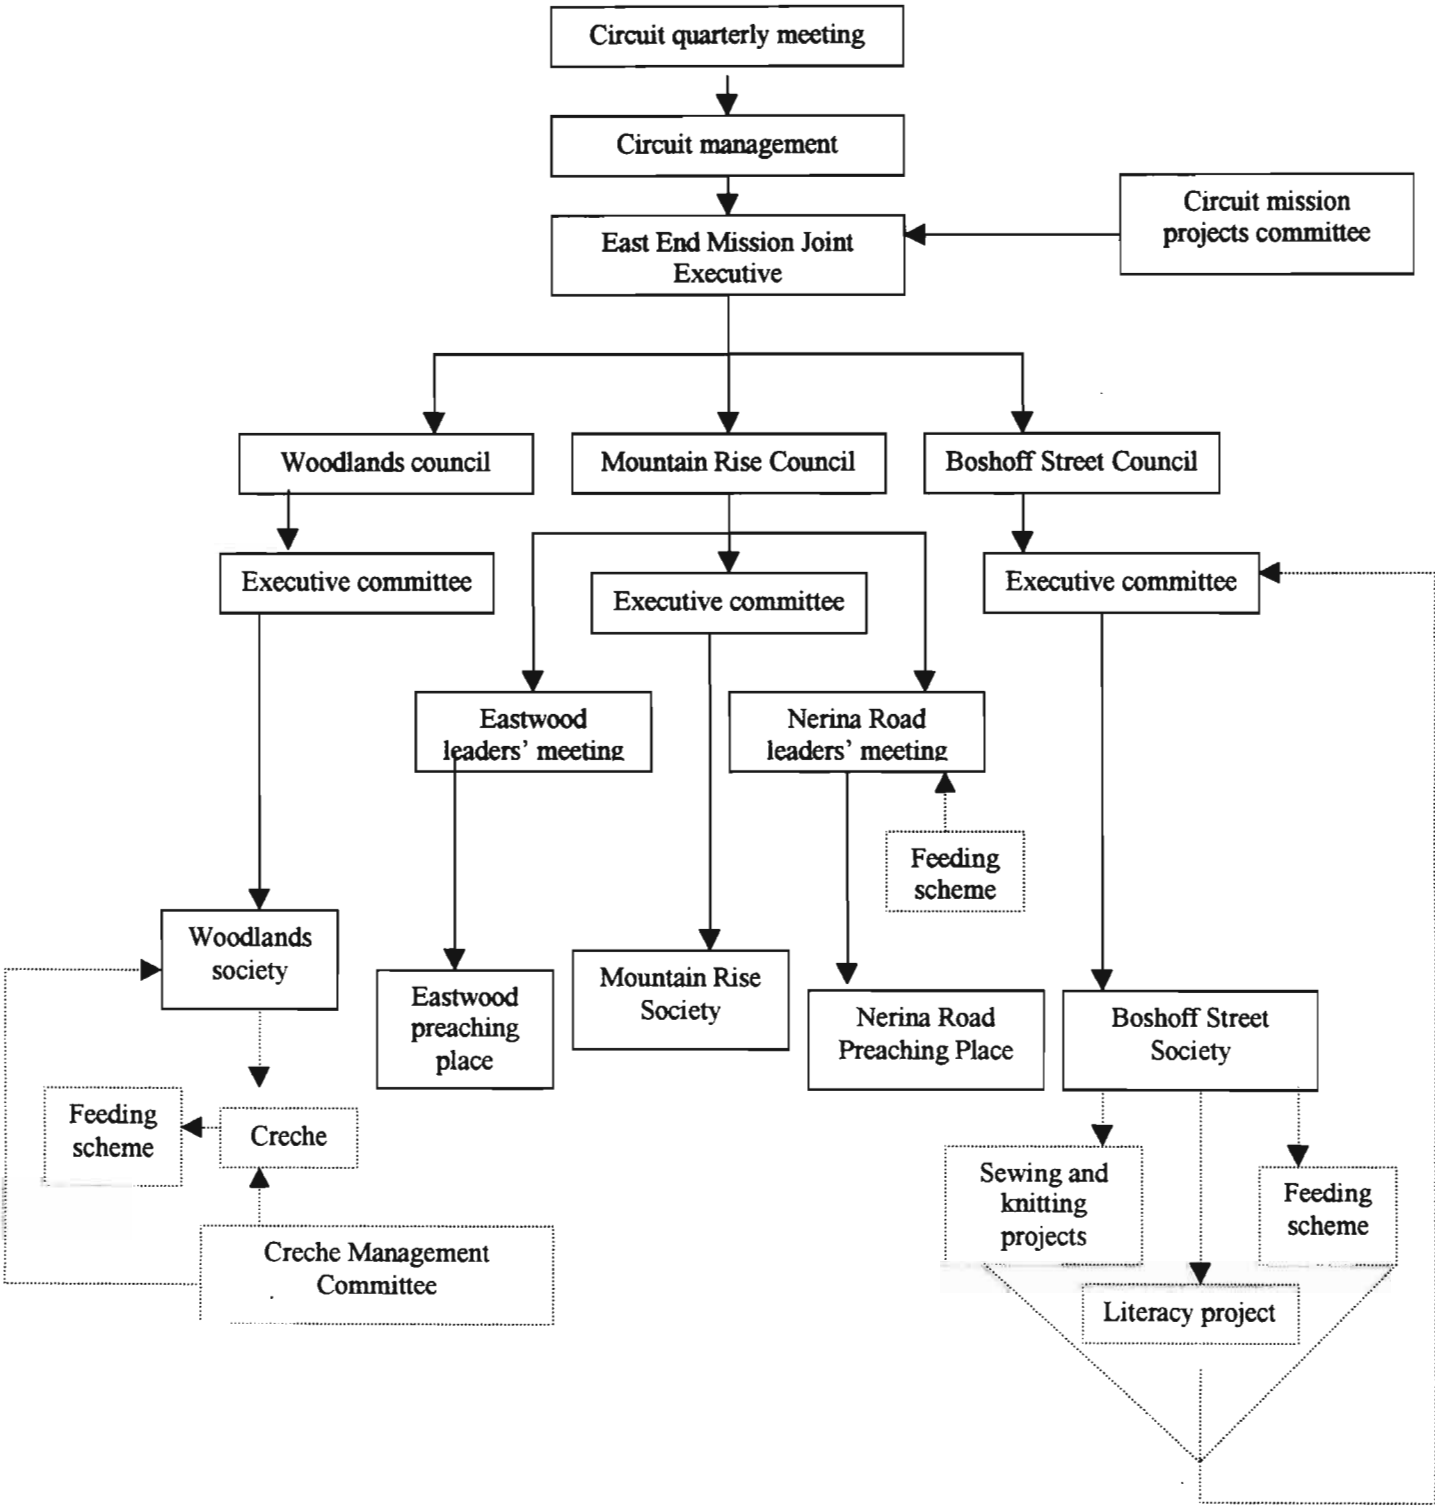 Circuit quarterly meeting
Circuit management
Circuit mission
projects committee
East End Mission Joint
Executive
Woodlands council
Mountain Rise Council
Boshoff Street Council
Executive committee
Executive committee
Executive committee
Eastwood
leaders’ meeting
Nerina Road
leaders’ meeting
Feeding
scheme
Woodlands
society
Eastwood
preaching
place
Mountain Rise
Society
Nerina Road
Preaching Place
Boshoff Street
Society
Feeding
scheme
Creche
Creche Management
Committee
Sewing and
knitting
projects
Feeding
scheme
Literacy project